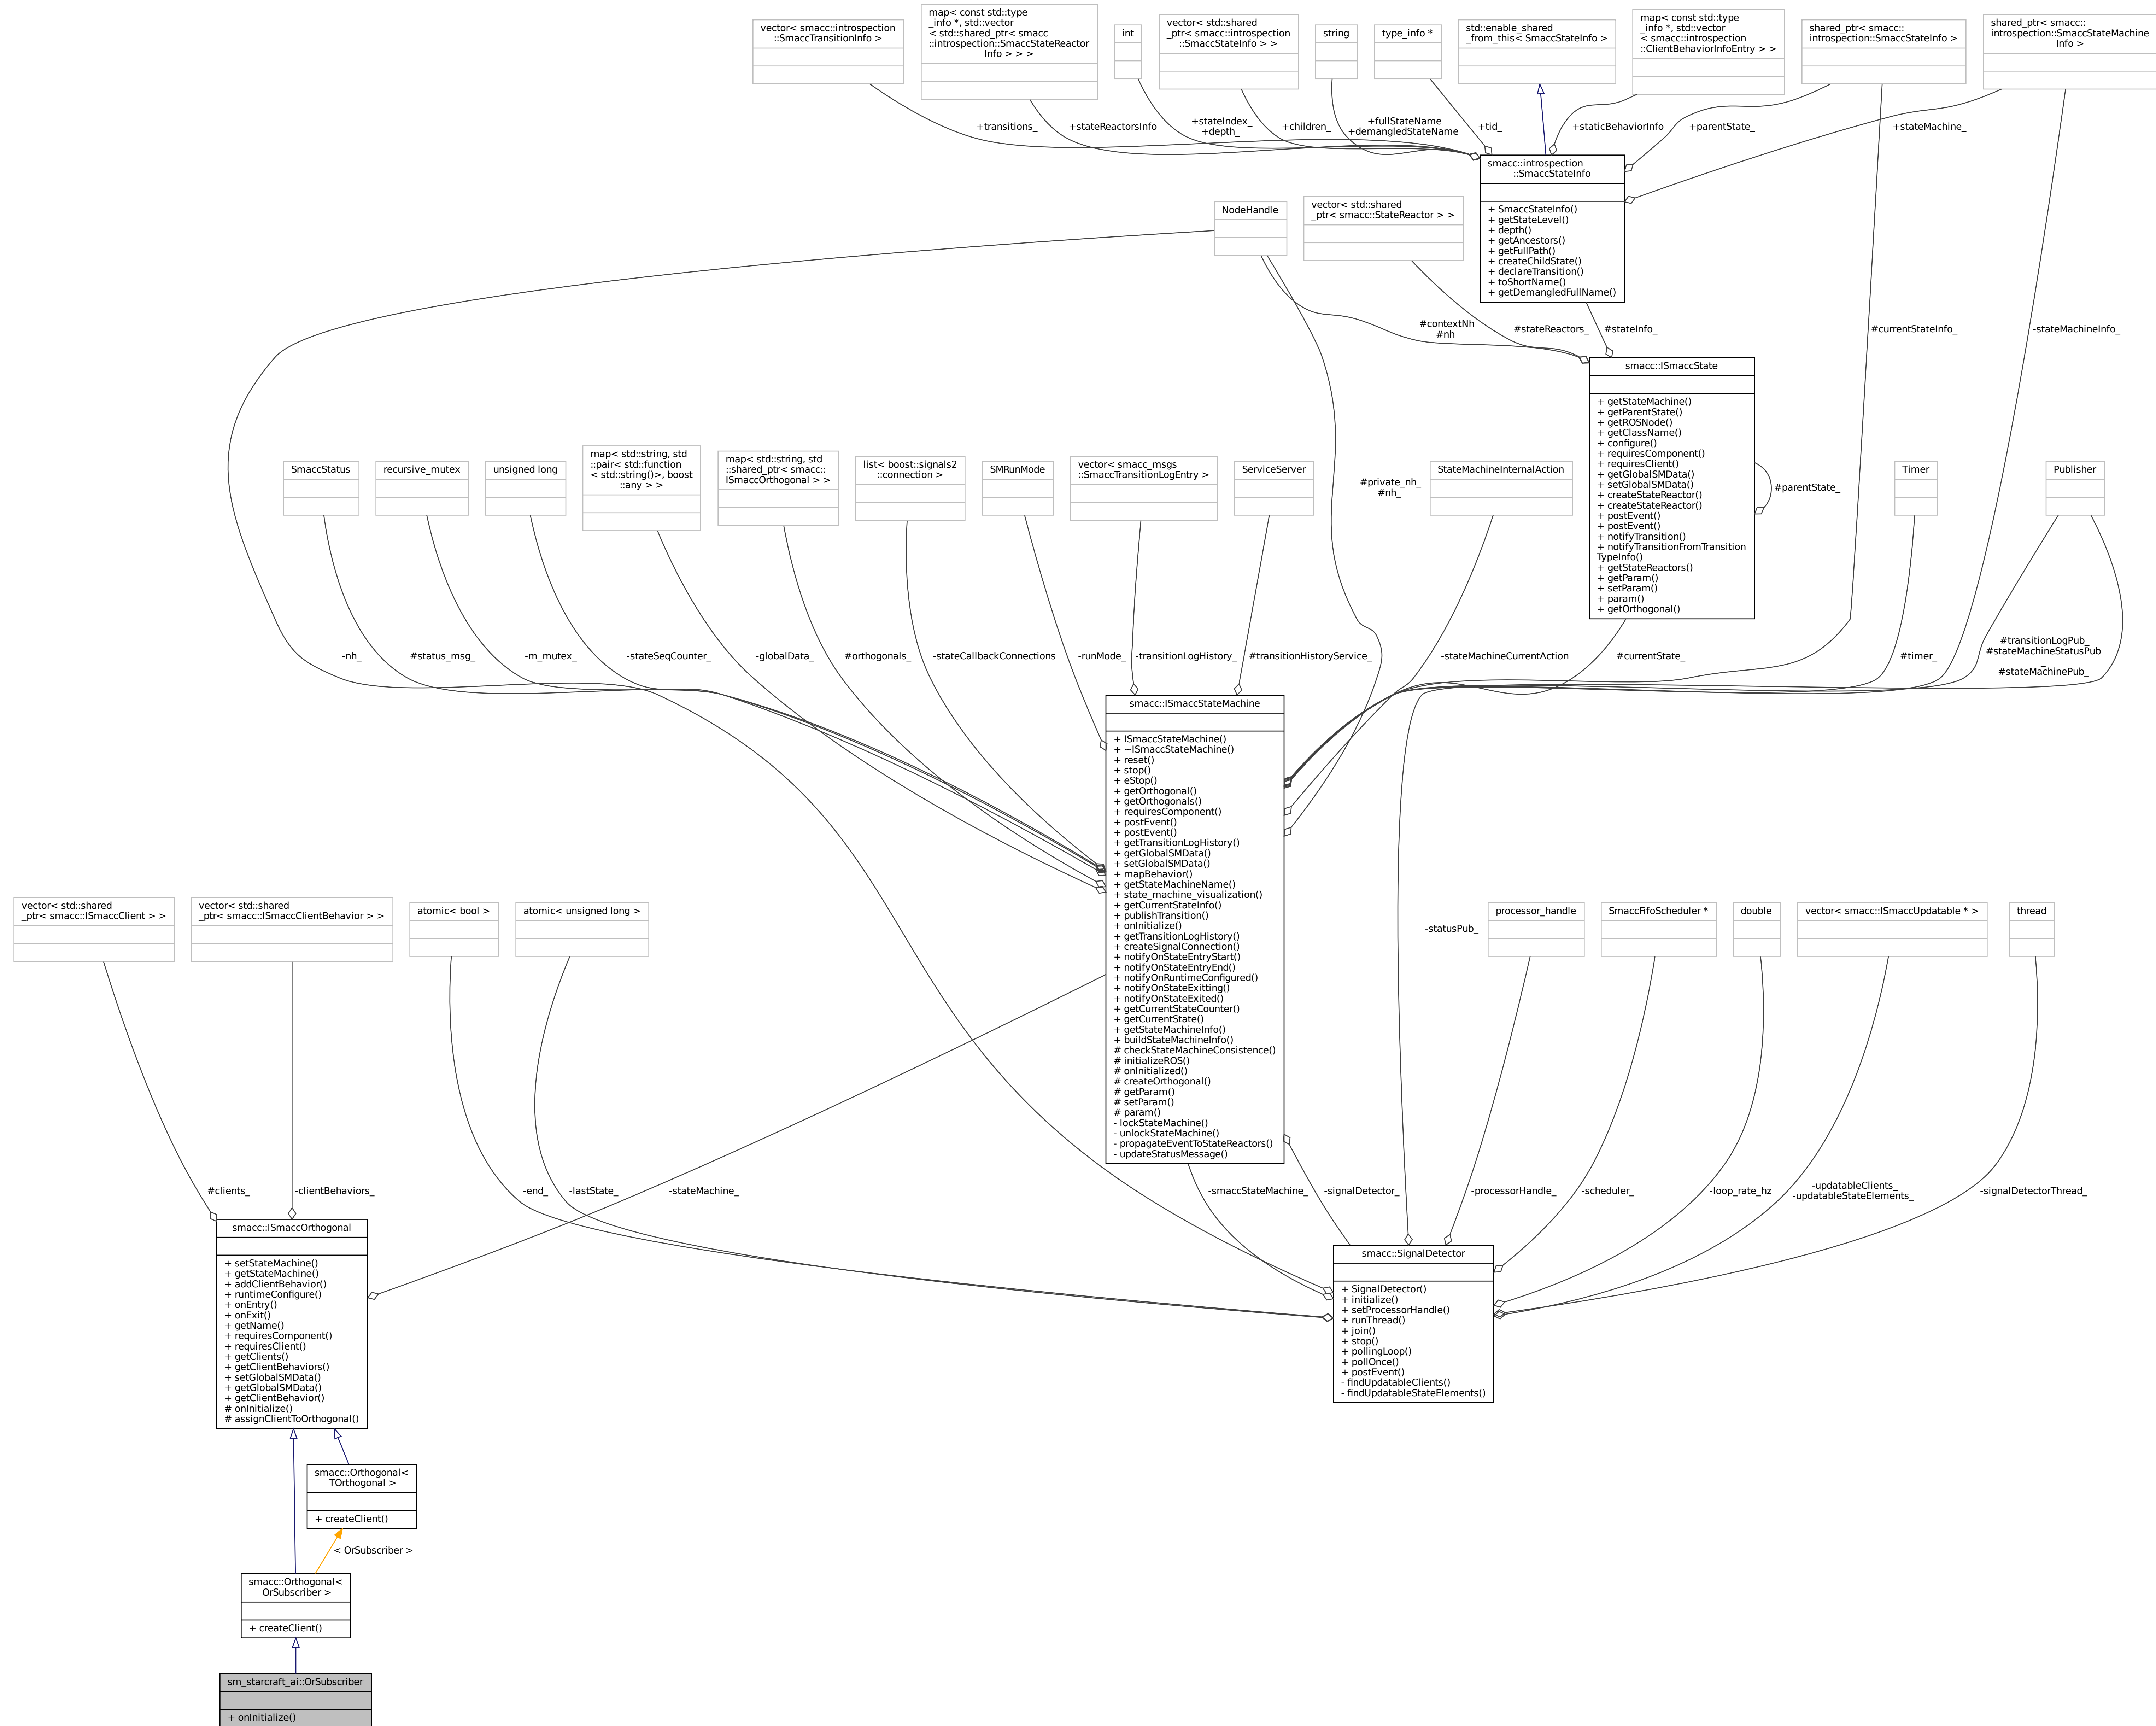 vector< smacc::introspection
::SmaccTransitionInfo >
map< const std::type
_info *, std::vector
< std::shared_ptr< smacc
::introspection::SmaccStateReactor
Info > > >
int
vector< std::shared
_ptr< smacc::introspection
::SmaccStateInfo > >
string
type_info *
std::enable_shared
_from_this< SmaccStateInfo >
map< const std::type
_info *, std::vector
< smacc::introspection
::ClientBehaviorInfoEntry > >
shared_ptr< smacc::
introspection::SmaccStateInfo >
shared_ptr< smacc::
introspection::SmaccStateMachine
Info >
+transitions_
+stateReactorsInfo
+stateIndex_
+depth_
+children_
+fullStateName
+demangledStateName
+tid_
+staticBehaviorInfo
+parentState_
+stateMachine_
smacc::introspection
::SmaccStateInfo
+ SmaccStateInfo()
+ getStateLevel()
+ depth()
+ getAncestors()
+ getFullPath()
+ createChildState()
+ declareTransition()
+ toShortName()
+ getDemangledFullName()
NodeHandle
vector< std::shared
_ptr< smacc::StateReactor > >
#contextNh
#nh
#stateReactors_
#stateInfo_
#currentStateInfo_
-stateMachineInfo_
smacc::ISmaccState
+ getStateMachine()
+ getParentState()
+ getROSNode()
+ getClassName()
+ configure()
+ requiresComponent()
+ requiresClient()
+ getGlobalSMData()
+ setGlobalSMData()
+ createStateReactor()
+ createStateReactor()
+ postEvent()
+ postEvent()
+ notifyTransition()
+ notifyTransitionFromTransition
TypeInfo()
+ getStateReactors()
+ getParam()
+ setParam()
+ param()
+ getOrthogonal()
#parentState_
SmaccStatus
recursive_mutex
unsigned long
map< std::string, std
::pair< std::function
< std::string()>, boost
::any > >
map< std::string, std
::shared_ptr< smacc::
ISmaccOrthogonal > >
list< boost::signals2
::connection >
SMRunMode
vector< smacc_msgs
::SmaccTransitionLogEntry >
ServiceServer
#private_nh_
#nh_
StateMachineInternalAction
Timer
Publisher
-nh_
#status_msg_
-m_mutex_
-stateSeqCounter_
-globalData_
#orthogonals_
-stateCallbackConnections
-runMode_
-transitionLogHistory_
#transitionHistoryService_
-stateMachineCurrentAction
#currentState_
#timer_
#transitionLogPub_
#stateMachineStatusPub
_
#stateMachinePub_
smacc::ISmaccStateMachine
+ ISmaccStateMachine()
+ ~ISmaccStateMachine()
+ reset()
+ stop()
+ eStop()
+ getOrthogonal()
+ getOrthogonals()
+ requiresComponent()
+ postEvent()
+ postEvent()
+ getTransitionLogHistory()
+ getGlobalSMData()
+ setGlobalSMData()
+ mapBehavior()
+ getStateMachineName()
+ state_machine_visualization()
+ getCurrentStateInfo()
+ publishTransition()
+ onInitialize()
+ getTransitionLogHistory()
+ createSignalConnection()
+ notifyOnStateEntryStart()
+ notifyOnStateEntryEnd()
+ notifyOnRuntimeConfigured()
+ notifyOnStateExitting()
+ notifyOnStateExited()
+ getCurrentStateCounter()
+ getCurrentState()
+ getStateMachineInfo()
+ buildStateMachineInfo()
# checkStateMachineConsistence()
# initializeROS()
# onInitialized()
# createOrthogonal()
# getParam()
# setParam()
# param()
- lockStateMachine()
- unlockStateMachine()
- propagateEventToStateReactors()
- updateStatusMessage()
vector< std::shared
_ptr< smacc::ISmaccClient > >
vector< std::shared
_ptr< smacc::ISmaccClientBehavior > >
atomic< bool >
atomic< unsigned long >
-statusPub_
processor_handle
SmaccFifoScheduler *
double
vector< smacc::ISmaccUpdatable * >
thread
#clients_
-clientBehaviors_
-end_
-lastState_
-stateMachine_
-smaccStateMachine_
-signalDetector_
-processorHandle_
-scheduler_
-loop_rate_hz
-updatableClients_
-updatableStateElements_
-signalDetectorThread_
smacc::ISmaccOrthogonal
+ setStateMachine()
+ getStateMachine()
+ addClientBehavior()
+ runtimeConfigure()
+ onEntry()
+ onExit()
+ getName()
+ requiresComponent()
+ requiresClient()
+ getClients()
+ getClientBehaviors()
+ setGlobalSMData()
+ getGlobalSMData()
+ getClientBehavior()
# onInitialize()
# assignClientToOrthogonal()
smacc::SignalDetector
+ SignalDetector()
+ initialize()
+ setProcessorHandle()
+ runThread()
+ join()
+ stop()
+ pollingLoop()
+ pollOnce()
+ postEvent()
- findUpdatableClients()
- findUpdatableStateElements()
smacc::Orthogonal<
TOrthogonal >
+ createClient()
< OrSubscriber >
smacc::Orthogonal<
OrSubscriber >
+ createClient()
sm_starcraft_ai::OrSubscriber
+ onInitialize()